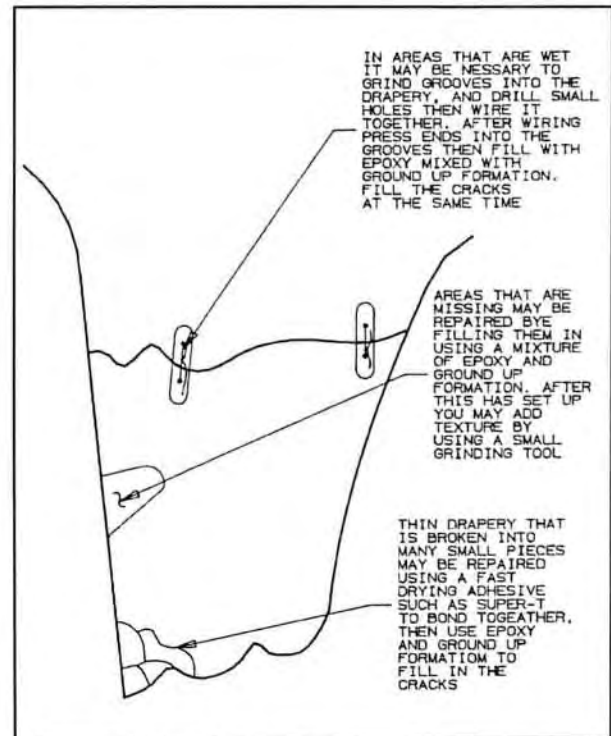 IN AREAS THAT ARE WET
IT MAY BE NESSARY TO
GRIND GROOVES INTO THE
DRAPERY, AND DRILL SMALL
HOLES THEN WIRE IT
TOGETHER. AFTER WIRING
PRESS ENDS INTO THE
GROOVES THEN FILL WITH
EPOXY MIXED WITH
GROUND UP FORMATION.
FILL THE CRACKS
AT THE SAME TIME
AREAS THAT ARE
MISSING MAY BE
REPAIRED BYE
FILLING THEM IN
USING A MIXTURE
OF EPOXY AND
GROUND UP
FORMATION. AFTER
THIS HAS SET UP
YOU MAY ADD
TEXTURE BY
USING A SMALL
GRINDING TOOL
THIN DRAPERY THAT
IS BROKEN INTO
MANY SMALL PIECES
MAY BE REPAIRED
USING A FAST
DRYING ADHESIVE
SUCH AS SUPER-T
TO BOND TOGEATHER,
THEN USE EPOXY
AND GROUND UP
FORMATIOM TO
FILL IN THE
CRACKS